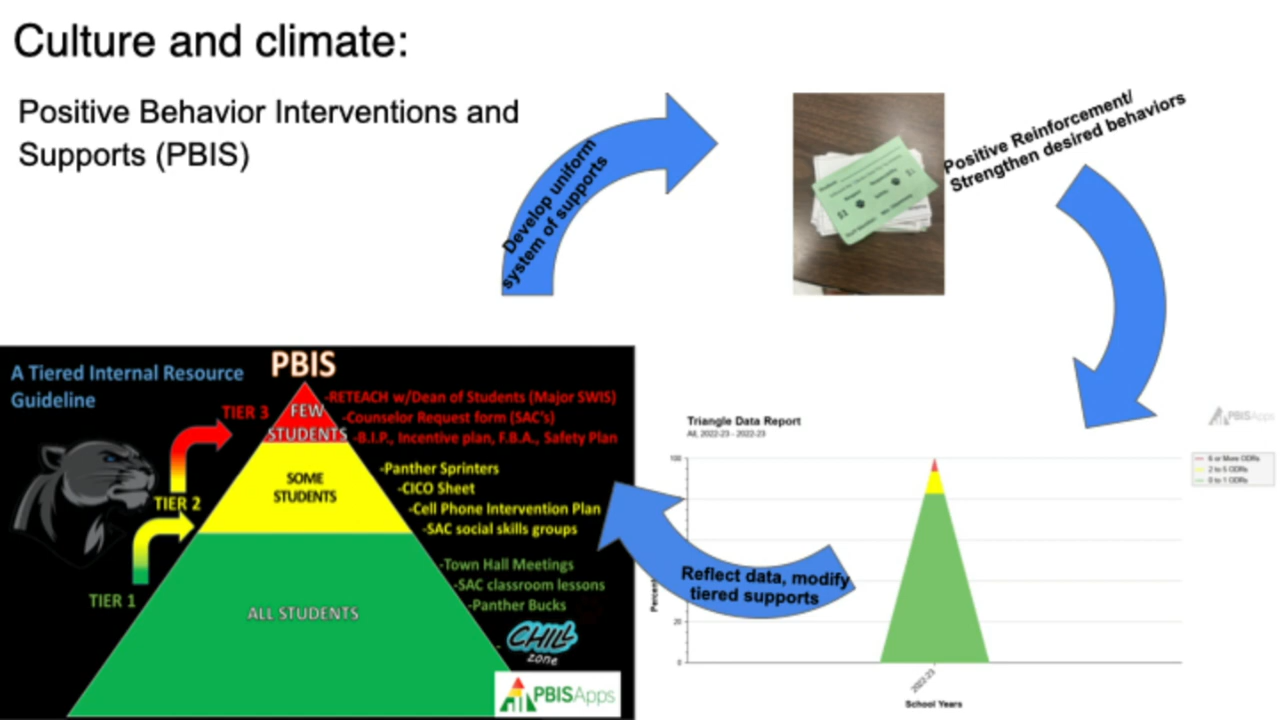 Culture and climate:
Positive Behavior Interventions and
Supports (PBIS)
Develop uniform
system of supports
$1
Positive Reinforcement/
Strengthen desired behaviors
A Tiered Internal Resource
Guideline
PBIS
TIER 3
FEW
STUDENTS
-RETEACH w/Dean of Students (Major SWIS)
-Counselor Request form (SAC's)
-B.I.P., Incentive plan, F.B.A., Safety Plan
TIER 2
SOME
STUDENTS
-Panther Sprinters
-CICO Sheet
-Cell Phone Intervention Plan
-SAC social skills groups
TIER 1
ALL STUDENTS
-Town Hall Meetings
-SAC classroom lessons
-Panther Bucks
-CHILL
zone
PBISApps
Reflect data, modify
tiered supports
Triangle Data Report
All, 2022-23 - 2022-23
PBISApps
6 or More ODRs
2 to 5 ODRs
0 to 1 ODRs
100
20
0
2022-23
School Years